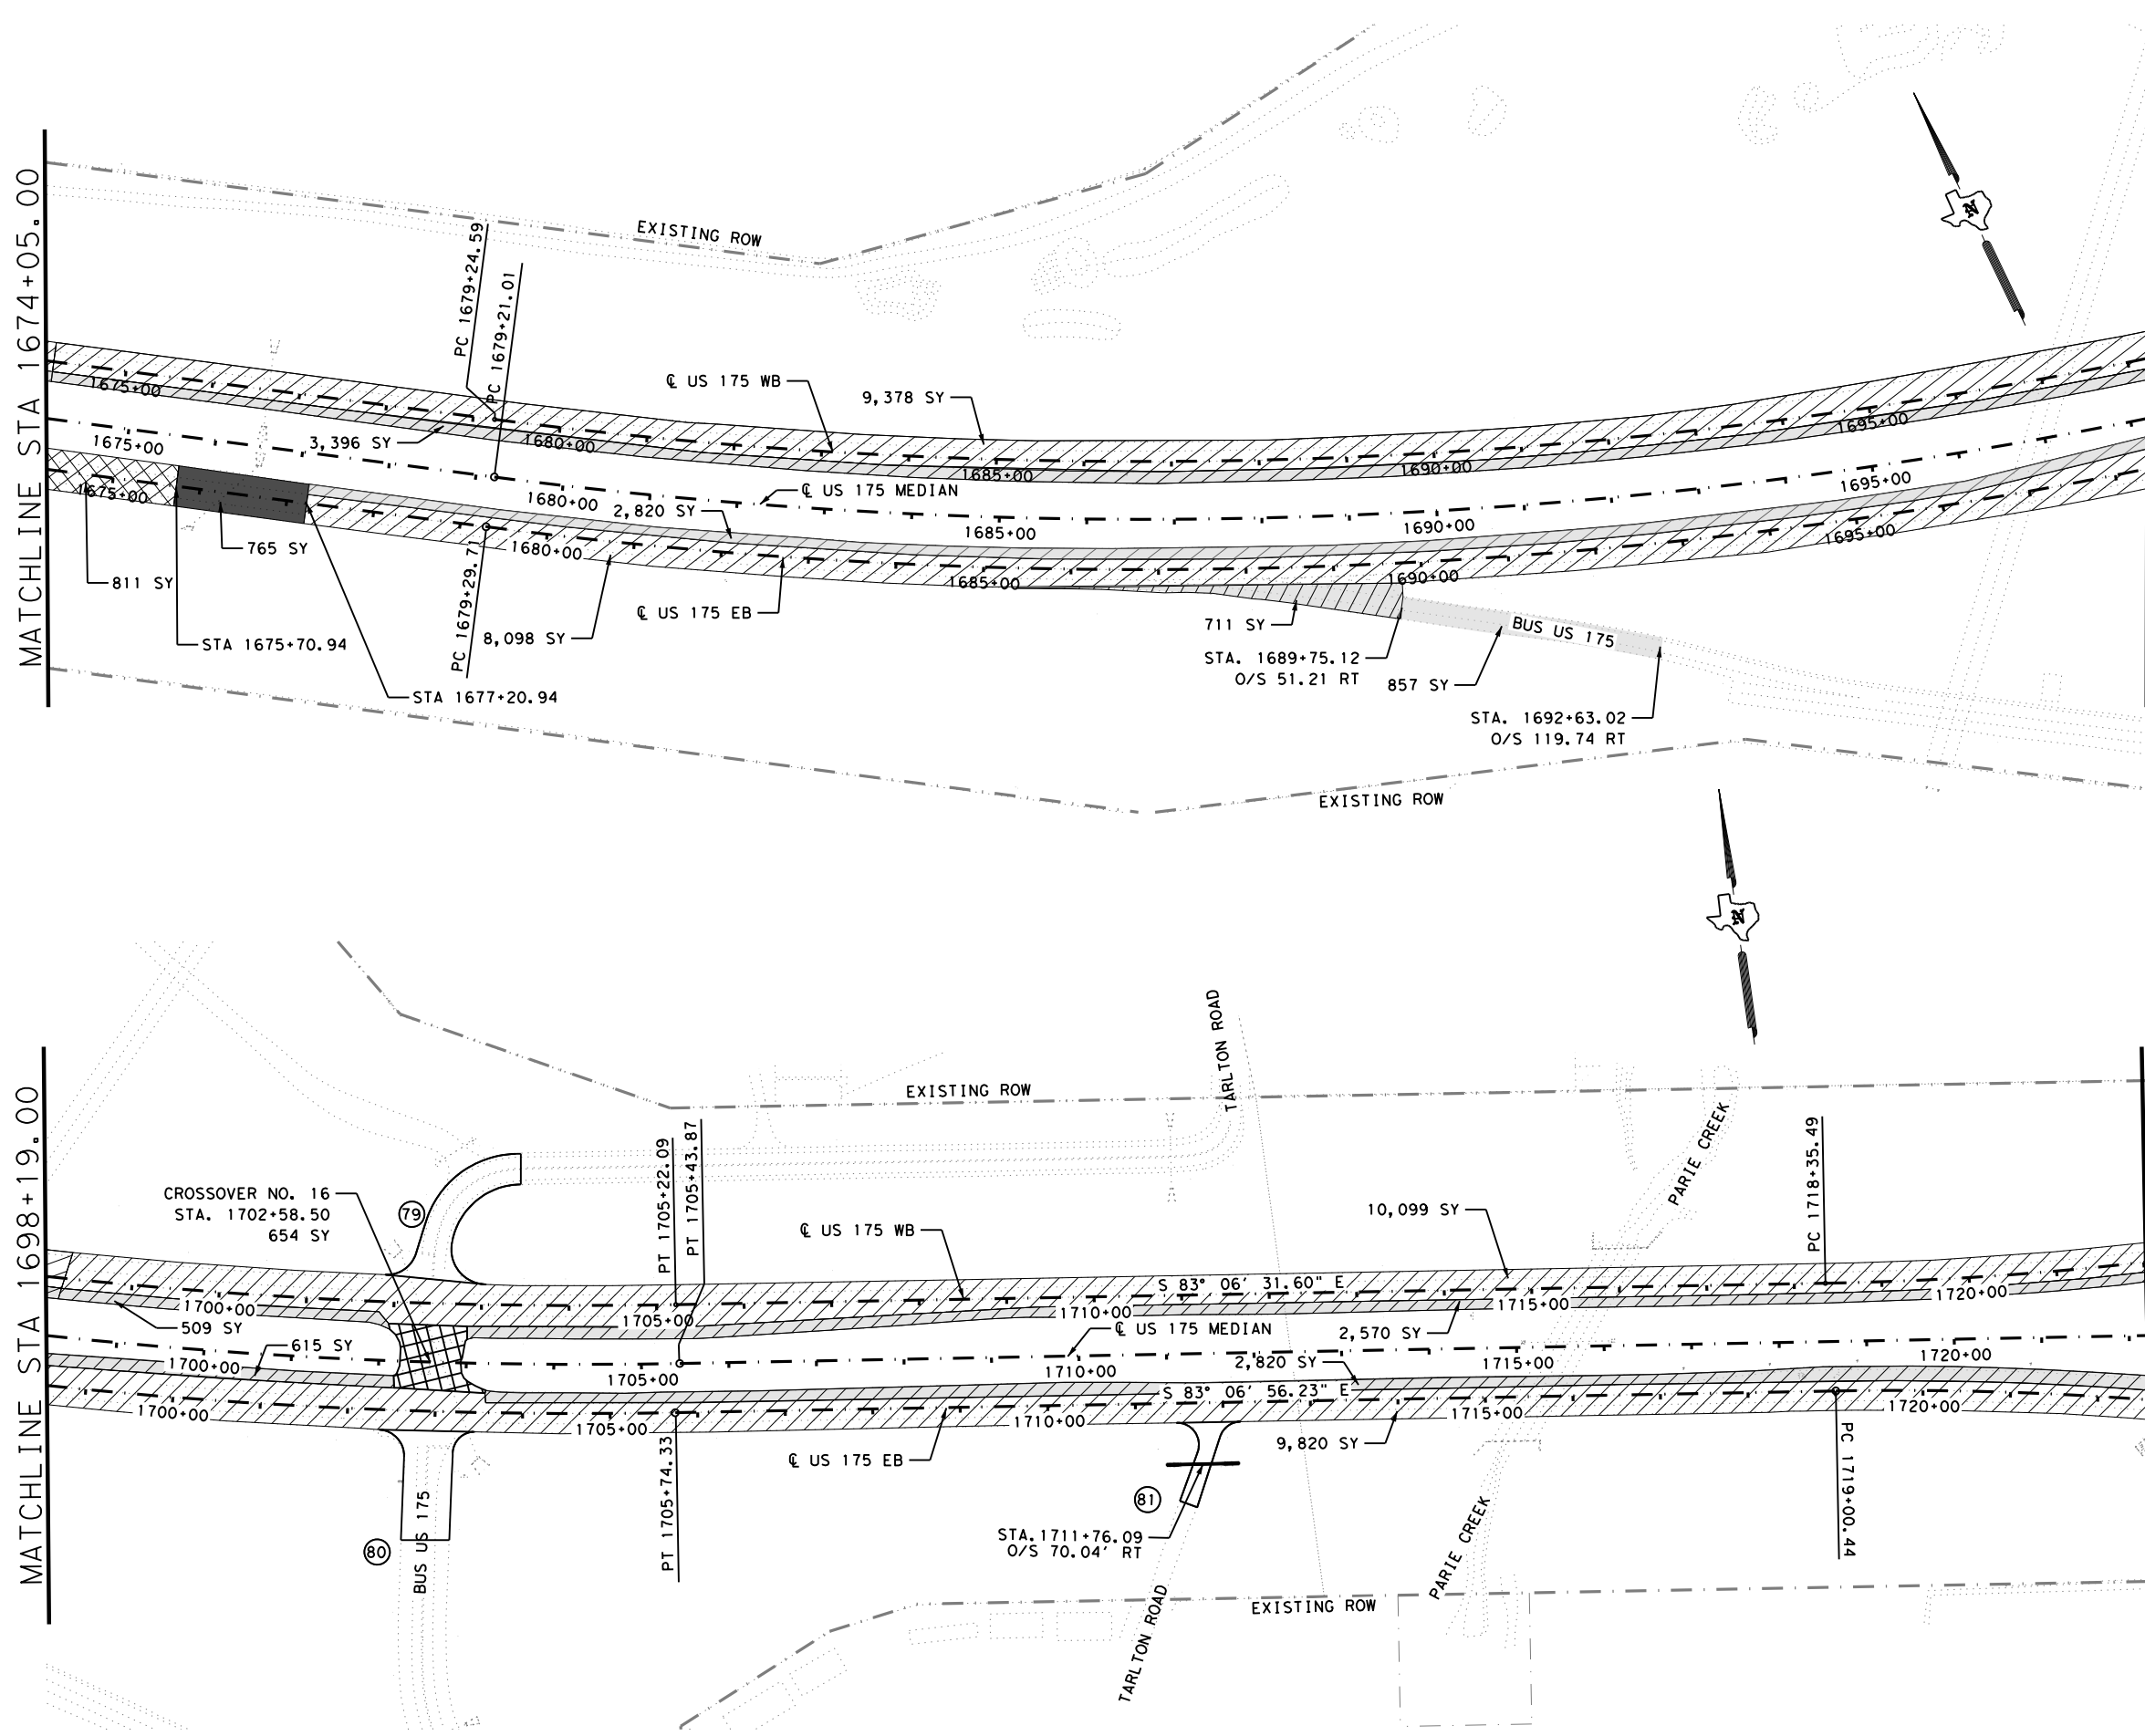 MATCHLINE STA 1674+05.00
EXISTING ROW
PC 1679+24.59
PC 1679+21.01
℄ US 175 WB
9,378 SY
1675+00
1680+00
1685+00
1690+00
1695+00
3,396 SY
1675+00
1680+00
1685+00
1690+00
1695+00
℄ US 175 MEDIAN
2,820 SY
1675+00
1680+00
1685+00
1690+00
1695+00
765 SY
811 SY
STA 1675+70.94
STA 1677+20.94
PC 1679+29.71
8,098 SY
℄ US 175 EB
711 SY
STA. 1689+75.12
O/S 51.21 RT
857 SY
BUS US 175
STA. 1692+63.02
O/S 119.74 RT
EXISTING ROW
N
N
MATCHLINE STA 1698+19.00
EXISTING ROW
TARLTON ROAD
PARIE CREEK
CROSSOVER NO. 16
STA. 1702+58.50
654 SY
79
PT 1705+22.09
PT 1705+43.87
℄ US 175 WB
10,099 SY
PC 1718+35.49
S 83° 06' 31.60" E
1700+00
1705+00
1710+00
1715+00
1720+00
509 SY
615 SY
℄ US 175 MEDIAN
2,570 SY
2,820 SY
1700+00
1705+00
1710+00
1715+00
1720+00
S 83° 06' 56.23" E
1700+00
1705+00
1710+00
1715+00
1720+00
℄ US 175 EB
9,820 SY
PT 1705+74.33
PC 1719+00.44
80
BUS US 175
81
STA.1711+76.09
O/S 70.04' RT
TARLTON ROAD
PARIE CREEK
EXISTING ROW